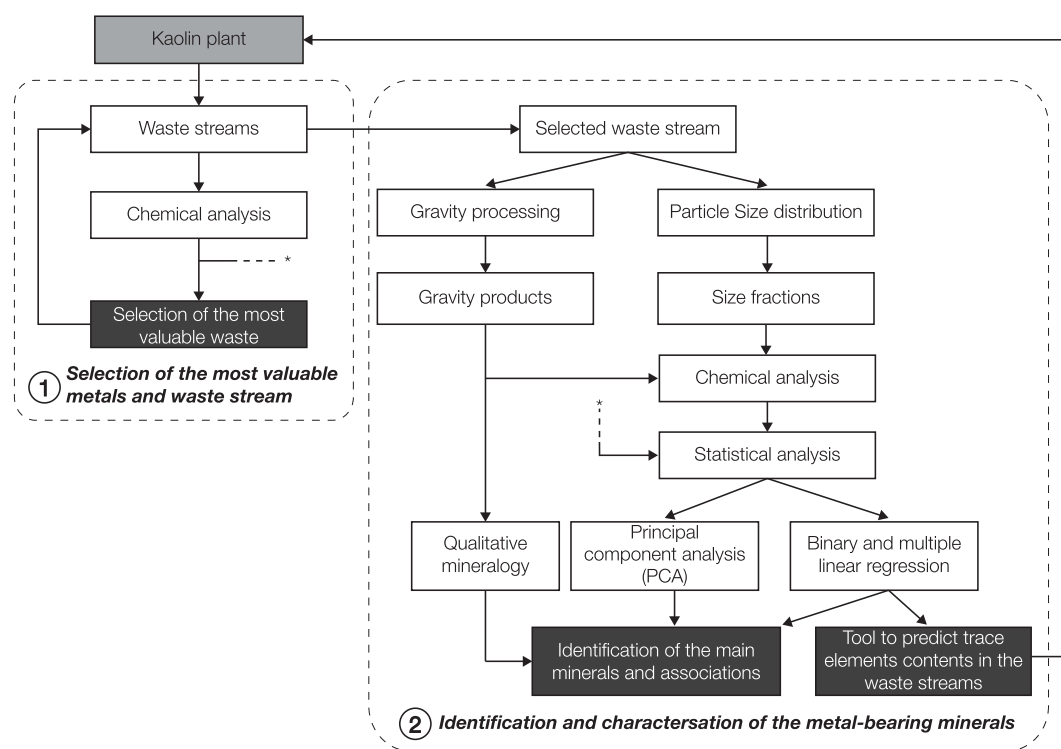 Kaolin plant
Waste streams
Chemical analysis
*
Selection of the most
valuable waste
1
Selection of the most valuable
metals and waste stream
Selected waste stream
Gravity processing
Particle Size distribution
Gravity products
Size fractions
Chemical analysis
*
Statistical analysis
Qualitative
mineralogy
Principal
component analysis
(PCA)
Binary and multiple
linear regression
Identification of the main
minerals and associations
Tool to predict trace
elements contents in the
waste streams
2
Identification and charactersation of the metal-bearing minerals